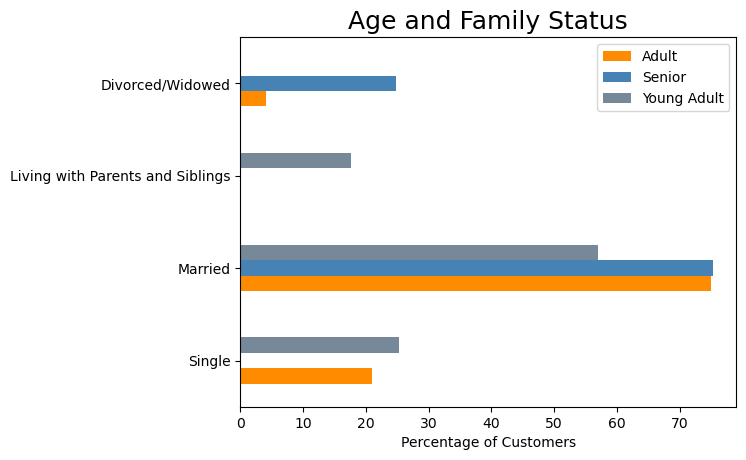 Age and Family Status
Adult
Senior
Young Adult
Divorced/Widowed
Living with Parents and Siblings
Married
Single
0 10 20 30 40 50 60 70
Percentage of Customers